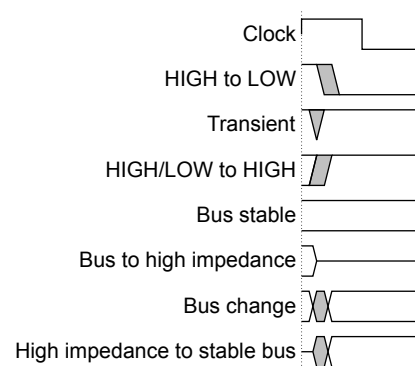 Clock
HIGH to LOW
Transient
HIGH/LOW to HIGH
Bus stable
Bus to high impedance
Bus change
High impedance to stable bus